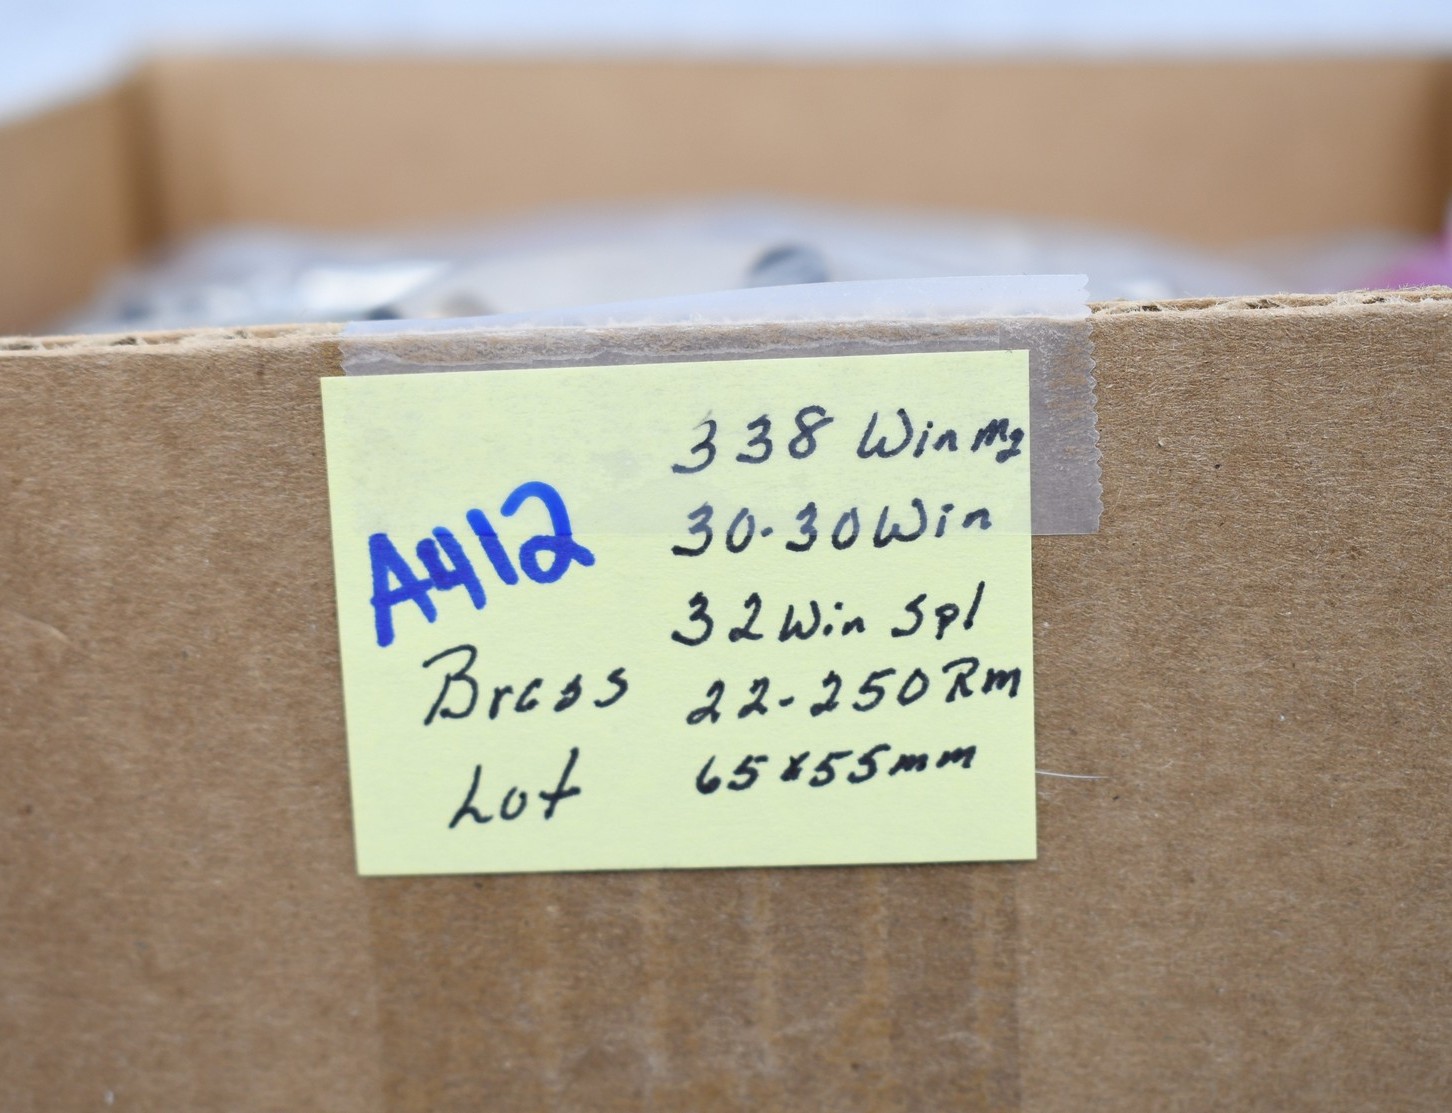 A412
Brass
Lot
338 Win Mg
30-30 Win
32 Win Spl
22-250 Rm
65x55mm